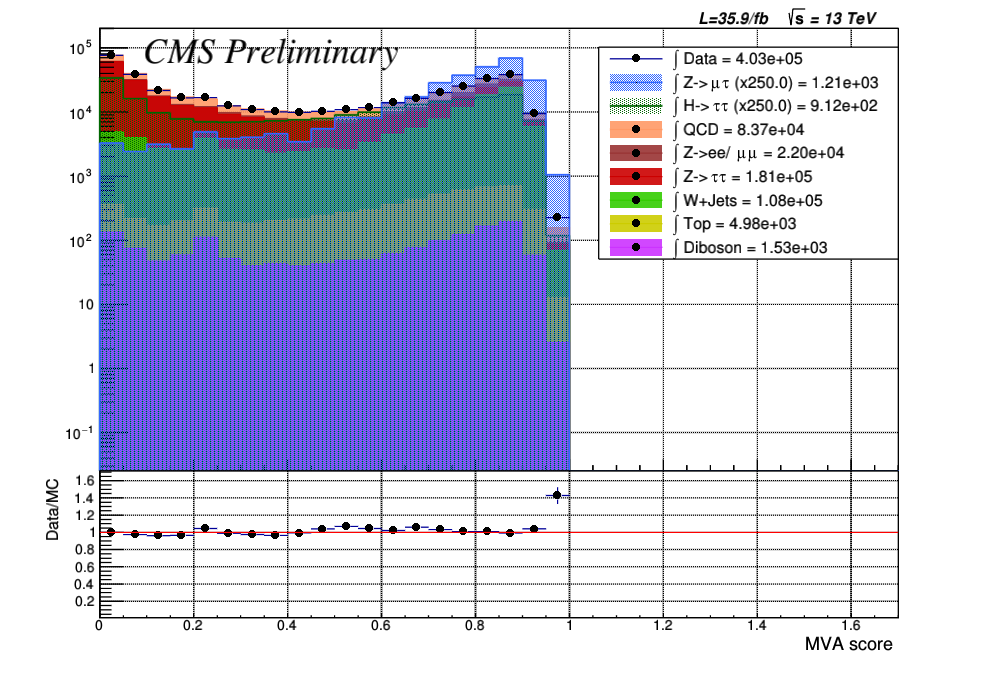 L=35.9/fb √s = 13 TeV
CMS Preliminary
∫ Data = 4.03e+05
∫ Z->μτ (x250.0) = 1.21e+03
∫ H->ττ (x250.0) = 9.12e+02
∫ QCD = 8.37e+04
∫ Z->ee/ μμ = 2.20e+04
∫ Z->ττ = 1.81e+05
∫ W+Jets = 1.08e+05
∫ Top = 4.98e+03
∫ Diboson = 1.53e+03
10⁵
10⁴
10³
10²
10
1
10⁻¹
Data/MC
1.6
1.4
1.2
1
0.8
0.6
0.4
0.2
0 0.2 0.4 0.6 0.8 1 1.2 1.4 1.6
MVA score